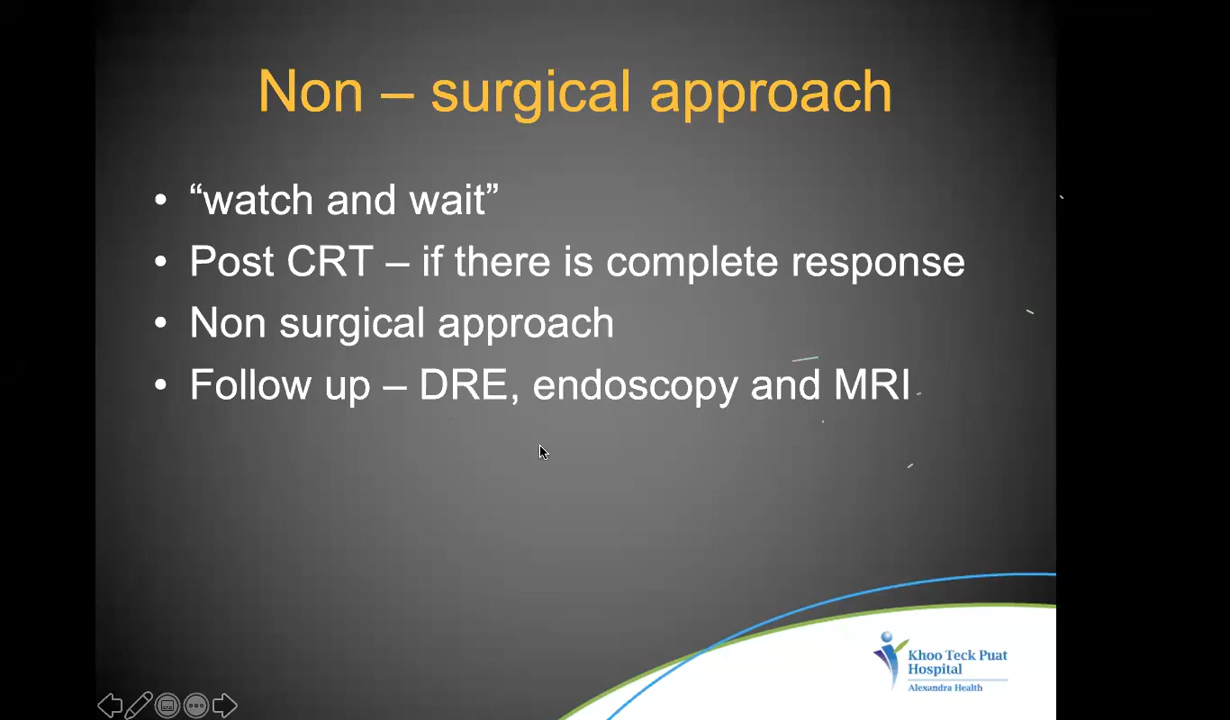 Non – surgical approach
• “watch and wait”
• Post CRT – if there is complete response
• Non surgical approach
• Follow up – DRE, endoscopy and MRI
Khoo Teck Puat
Hospital
Alexandra Health